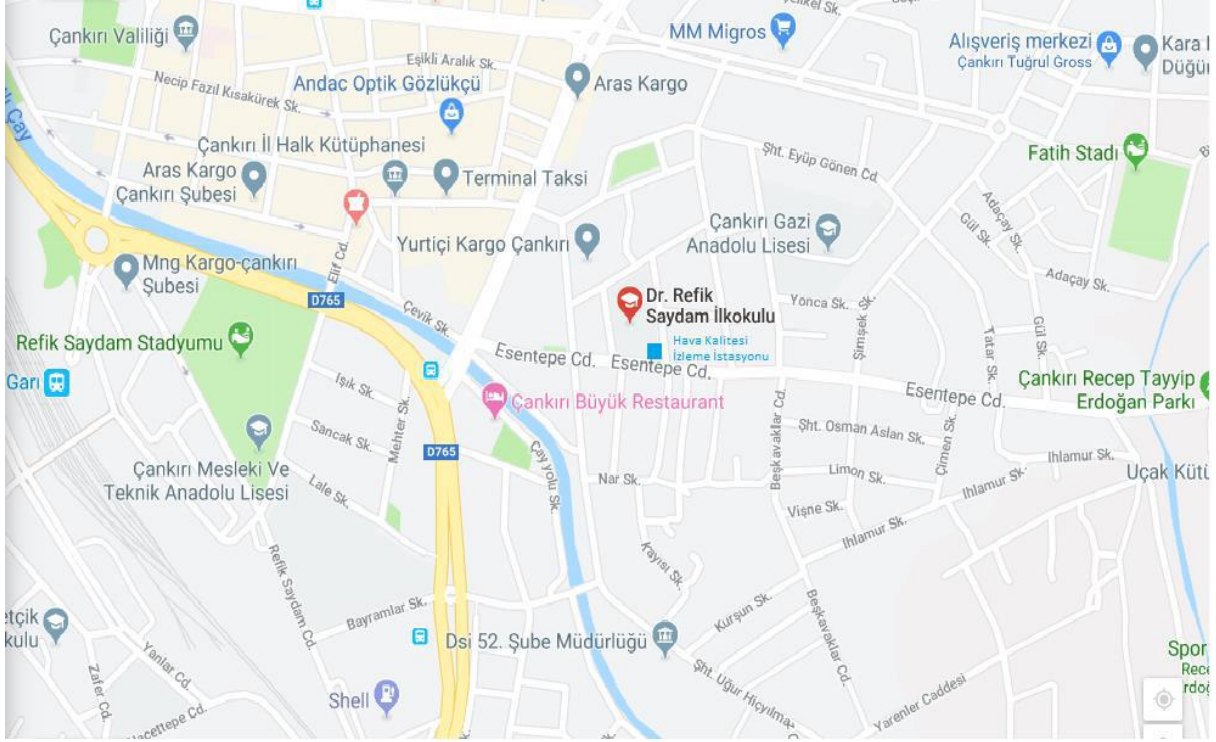 Çankırı Valiliği
MM Migros
Alışveriş merkezi
Çankırı Tuğrul Gross
Kara
Düğü
Eşikli Aralık Sk.
Necip Fazıl Kısakürek Sk.
Andac Optik Gözlükçü
Aras Kargo
Çay
Çankırı İl Halk Kütüphanesi
Aras Kargo
Çankırı Şubesi
Terminal Taksi
Şht. Eyüp Gönen Cd.
Fatih Stadı
Adaçay Sk.
Gül Sk.
Çankırı Gazi
Anadolu Lisesi
Yurtiçi Kargo Çankırı
Elif Cd.
Mng Kargo-çankırı
Şubesi
Adaçay Sk.
D765
Çevik Sk.
Dr. Refik
Saydam İlkokulu
Yonca Sk.
Şimşek Sk.
Tatar Sk.
Gül Sk.
Refik Saydam Stadyumu
Hava Kalitesi
İzleme İstasyonu
Esentepe Cd.
Esentepe Cd.
Garı
Işık Sk.
Çankırı Recep Tayyip
Erdoğan Parkı
Esentepe Cd.
Çankırı Büyük Restaurant
Beşkavaklar Cd.
Mehter Sk.
Sancak Sk.
Şht. Osman Aslan Sk.
Çimen Sk.
D765
Çay yolu Sk.
Ihlamur Sk.
Çankırı Mesleki Ve
Teknik Anadolu Lisesi
Lale Sk.
Nar Sk.
Limon Sk.
Ihlamur Sk.
Uçak Kütü
Vişne Sk.
Ihlamur Sk.
Kayısı Sk.
Refik Saydam Cd.
Bayramlar Sk.
Kurşun Sk.
Beşkavaklar Cd.
etçik
kulu
Dsi 52. Şube Müdürlüğü
Spor
Rece
rdoğ
Yanlar Cd.
Zafer Cd.
Şht. Uğur Hiçyılmaz
Shell
Yarenler Caddesi
acettepe Cd.